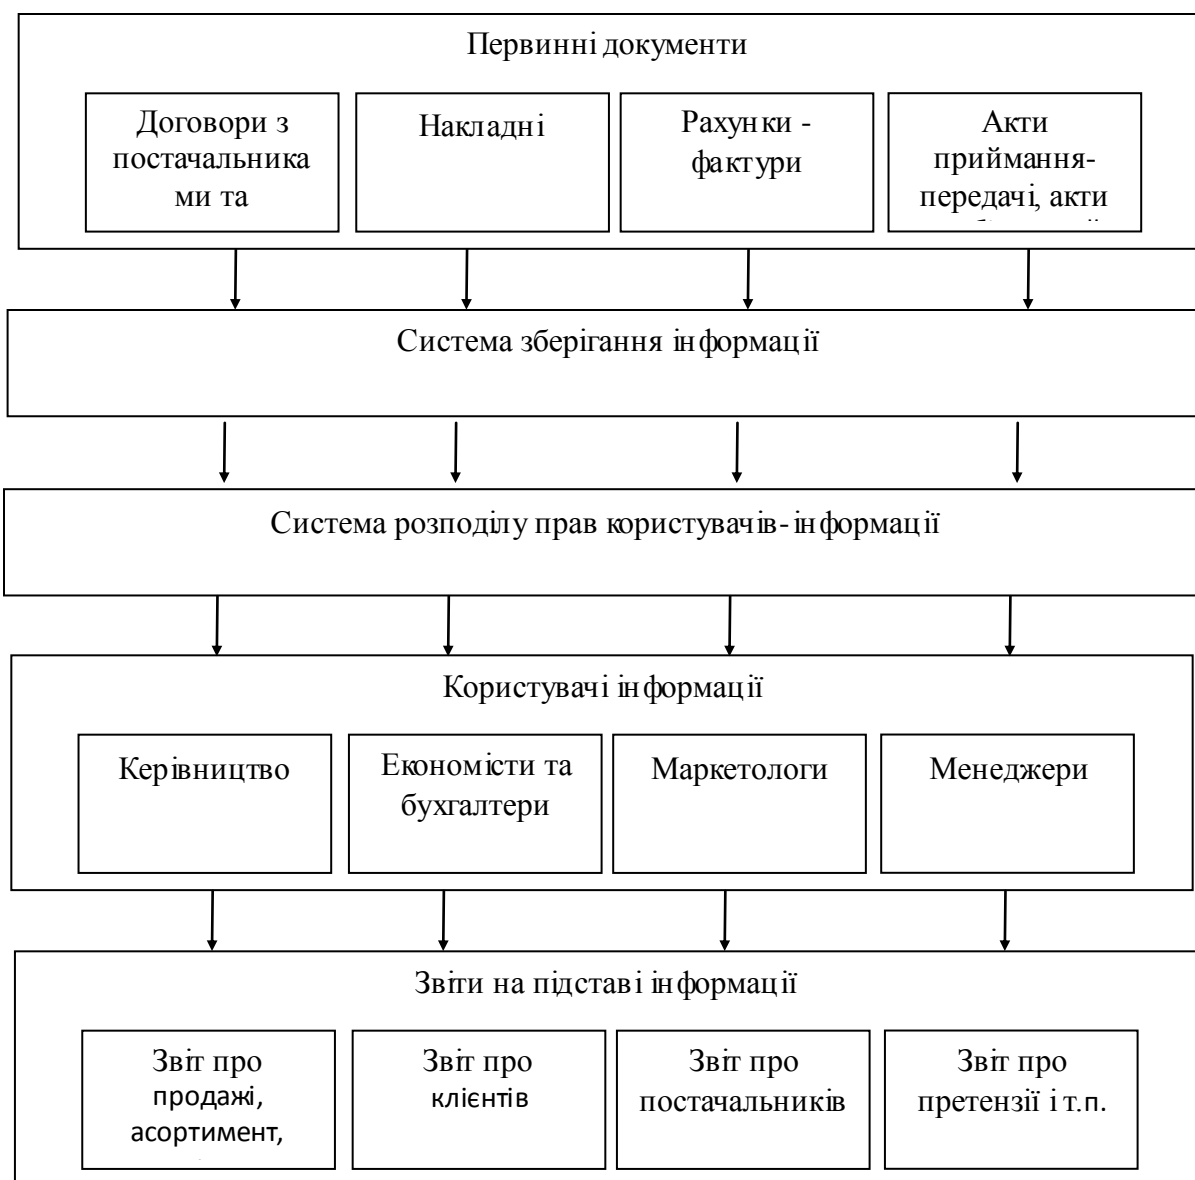 Первинні документи
Договори з
постачальника
ми та
Накладні
Рахунки -
фактури
Акти
приймання-
передачі, акти
Система зберігання інформації
Система розподілу прав користувачів-інформації
Користувачі інформації
Керівництво
Економісти та
бухгалтери
Маркетологи
Менеджери
Звіти на підставі інформації
Звіт про
продажі,
асортимент,
Звіт про
клієнтів
Звіт про
постачальників
Звіт про
претензії і т.п.